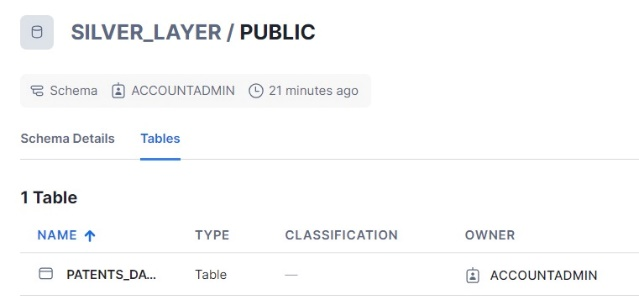 SILVER_LAYER / PUBLIC
Schema ACCOUNTADMIN 21 minutes ago
Schema Details Tables
1 Table
NAME TYPE CLASSIFICATION OWNER
PATENTS_DA... Table — ACCOUNTADMIN